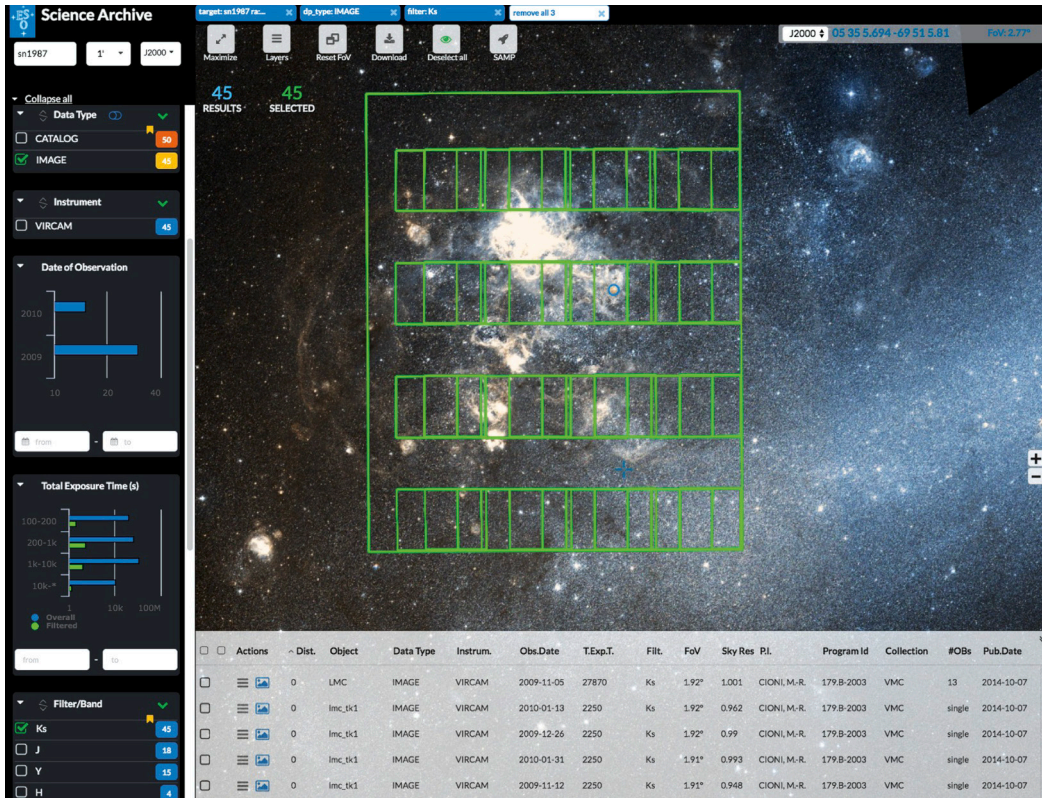 ESO
Science Archive
sn1987
1'
J2000
Collapse all
Data Type
CATALOG
50
IMAGE
45
Instrument
VIRCAM
45
Date of Observation
2010
2009
10 20 40
from - to
Total Exposure Time (s)
100-200
200-1k
1k-10k
10k-*
1 10k 100M
Overall
Filtered
from - to
Filter/Band
Ks
45
J
18
Y
15
H
4
target: sn1987 ra:... ×
dp_type: IMAGE ×
filter: Ks ×
remove all 3 ×
Maximize Layers Reset FoV Download Deselect all SAMP
45 45
RESULTS SELECTED
J2000 05 35 5.694 -69 51 5.81 FoV: 2.77°
+
−
Actions Dist. Object Data Type Instrum. Obs.Date T.Exp.T. Filt. FoV Sky Res P.I. Program Id Collection #OBs Pub.Date
0 LMC IMAGE VIRCAM 2009-11-05 27870 Ks 1.92° 1.001 CIONI, M.-R. 179.B-2003 VMC 13 2014-10-07
0 lmc_tk1 IMAGE VIRCAM 2010-01-13 2250 Ks 1.92° 0.962 CIONI, M.-R. 179.B-2003 VMC single 2014-10-07
0 lmc_tk1 IMAGE VIRCAM 2009-12-26 2250 Ks 1.92° 0.99 CIONI, M.-R. 179.B-2003 VMC single 2014-10-07
0 lmc_tk1 IMAGE VIRCAM 2010-01-31 2250 Ks 1.91° 0.993 CIONI, M.-R. 179.B-2003 VMC single 2014-10-07
0 lmc_tk1 IMAGE VIRCAM 2009-11-12 2250 Ks 1.91° 0.948 CIONI, M.-R. 179.B-2003 VMC single 2014-10-07